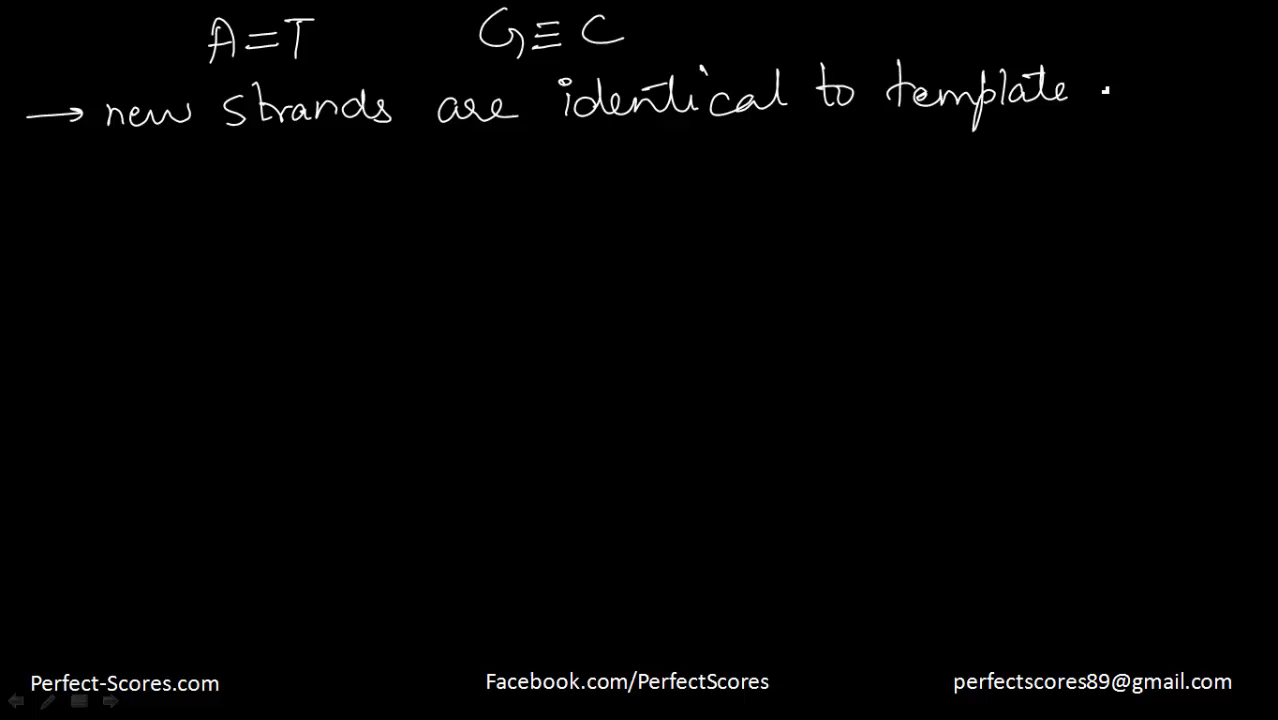 A=T G≡C
→ new strands are identical to template .
Perfect-Scores.com Facebook.com/PerfectScores perfectscores89@gmail.com